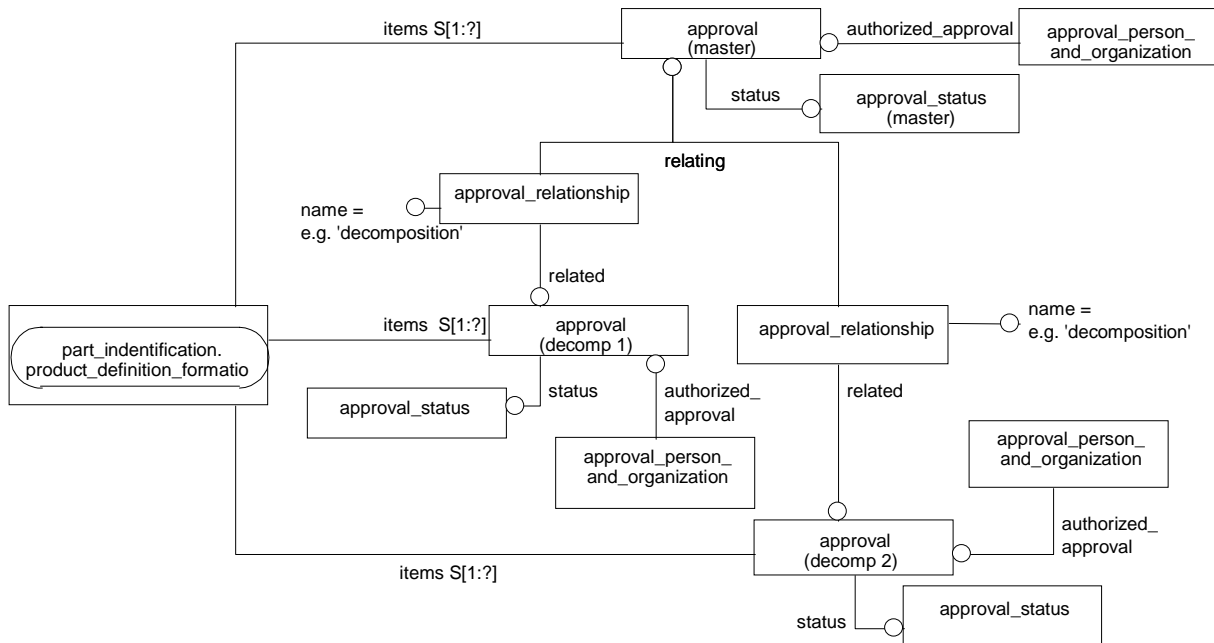 items S[1:?]
approval
(master)
authorized_approval
approval_person_
and_organization
status
approval_status
(master)
relating
approval_relationship
name =
e.g. 'decomposition'
related
items S[1:?]
approval
(decomp 1)
approval_relationship
name =
e.g. 'decomposition'
part_indentification.
product_definition_formatio
status
authorized_
approval
approval_status
related
approval_person_
and_organization
approval_person_
and_organization
authorized_
approval
approval
(decomp 2)
items S[1:?]
status
approval_status